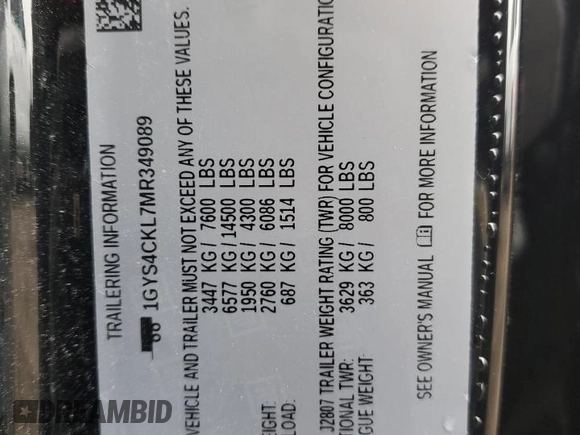 TRAILERING INFORMATION
1GYS4CKL7MR349089
VEHICLE AND TRAILER MUST NOT EXCEED ANY OF THESE VALUES.
3447 KG / 7600 LBS
6577 KG / 14500 LBS
1950 KG / 4300 LBS
EIGHT: 2760 KG / 6086 LBS
LOAD: 687 KG / 1514 LBS
J2807 TRAILER WEIGHT RATING (TWR) FOR VEHICLE CONFIGURATION
TIONAL TWR: 3629 KG / 8000 LBS
GUE WEIGHT: 363 KG / 800 LBS
SEE OWNER'S MANUAL FOR MORE INFORMATION
DREAMBID